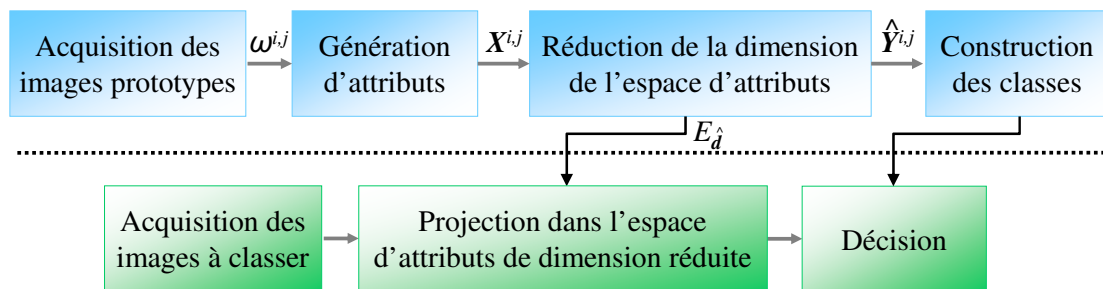 Acquisition des
images prototypes
ω^{i,j}
Génération
d'attributs
X^{i,j}
Réduction de la dimension
de l'espace d'attributs
Ŷ^{i,j}
Construction
des classes
E_{d̂}
Acquisition des
images à classer
Projection dans l'espace
d'attributs de dimension réduite
Décision